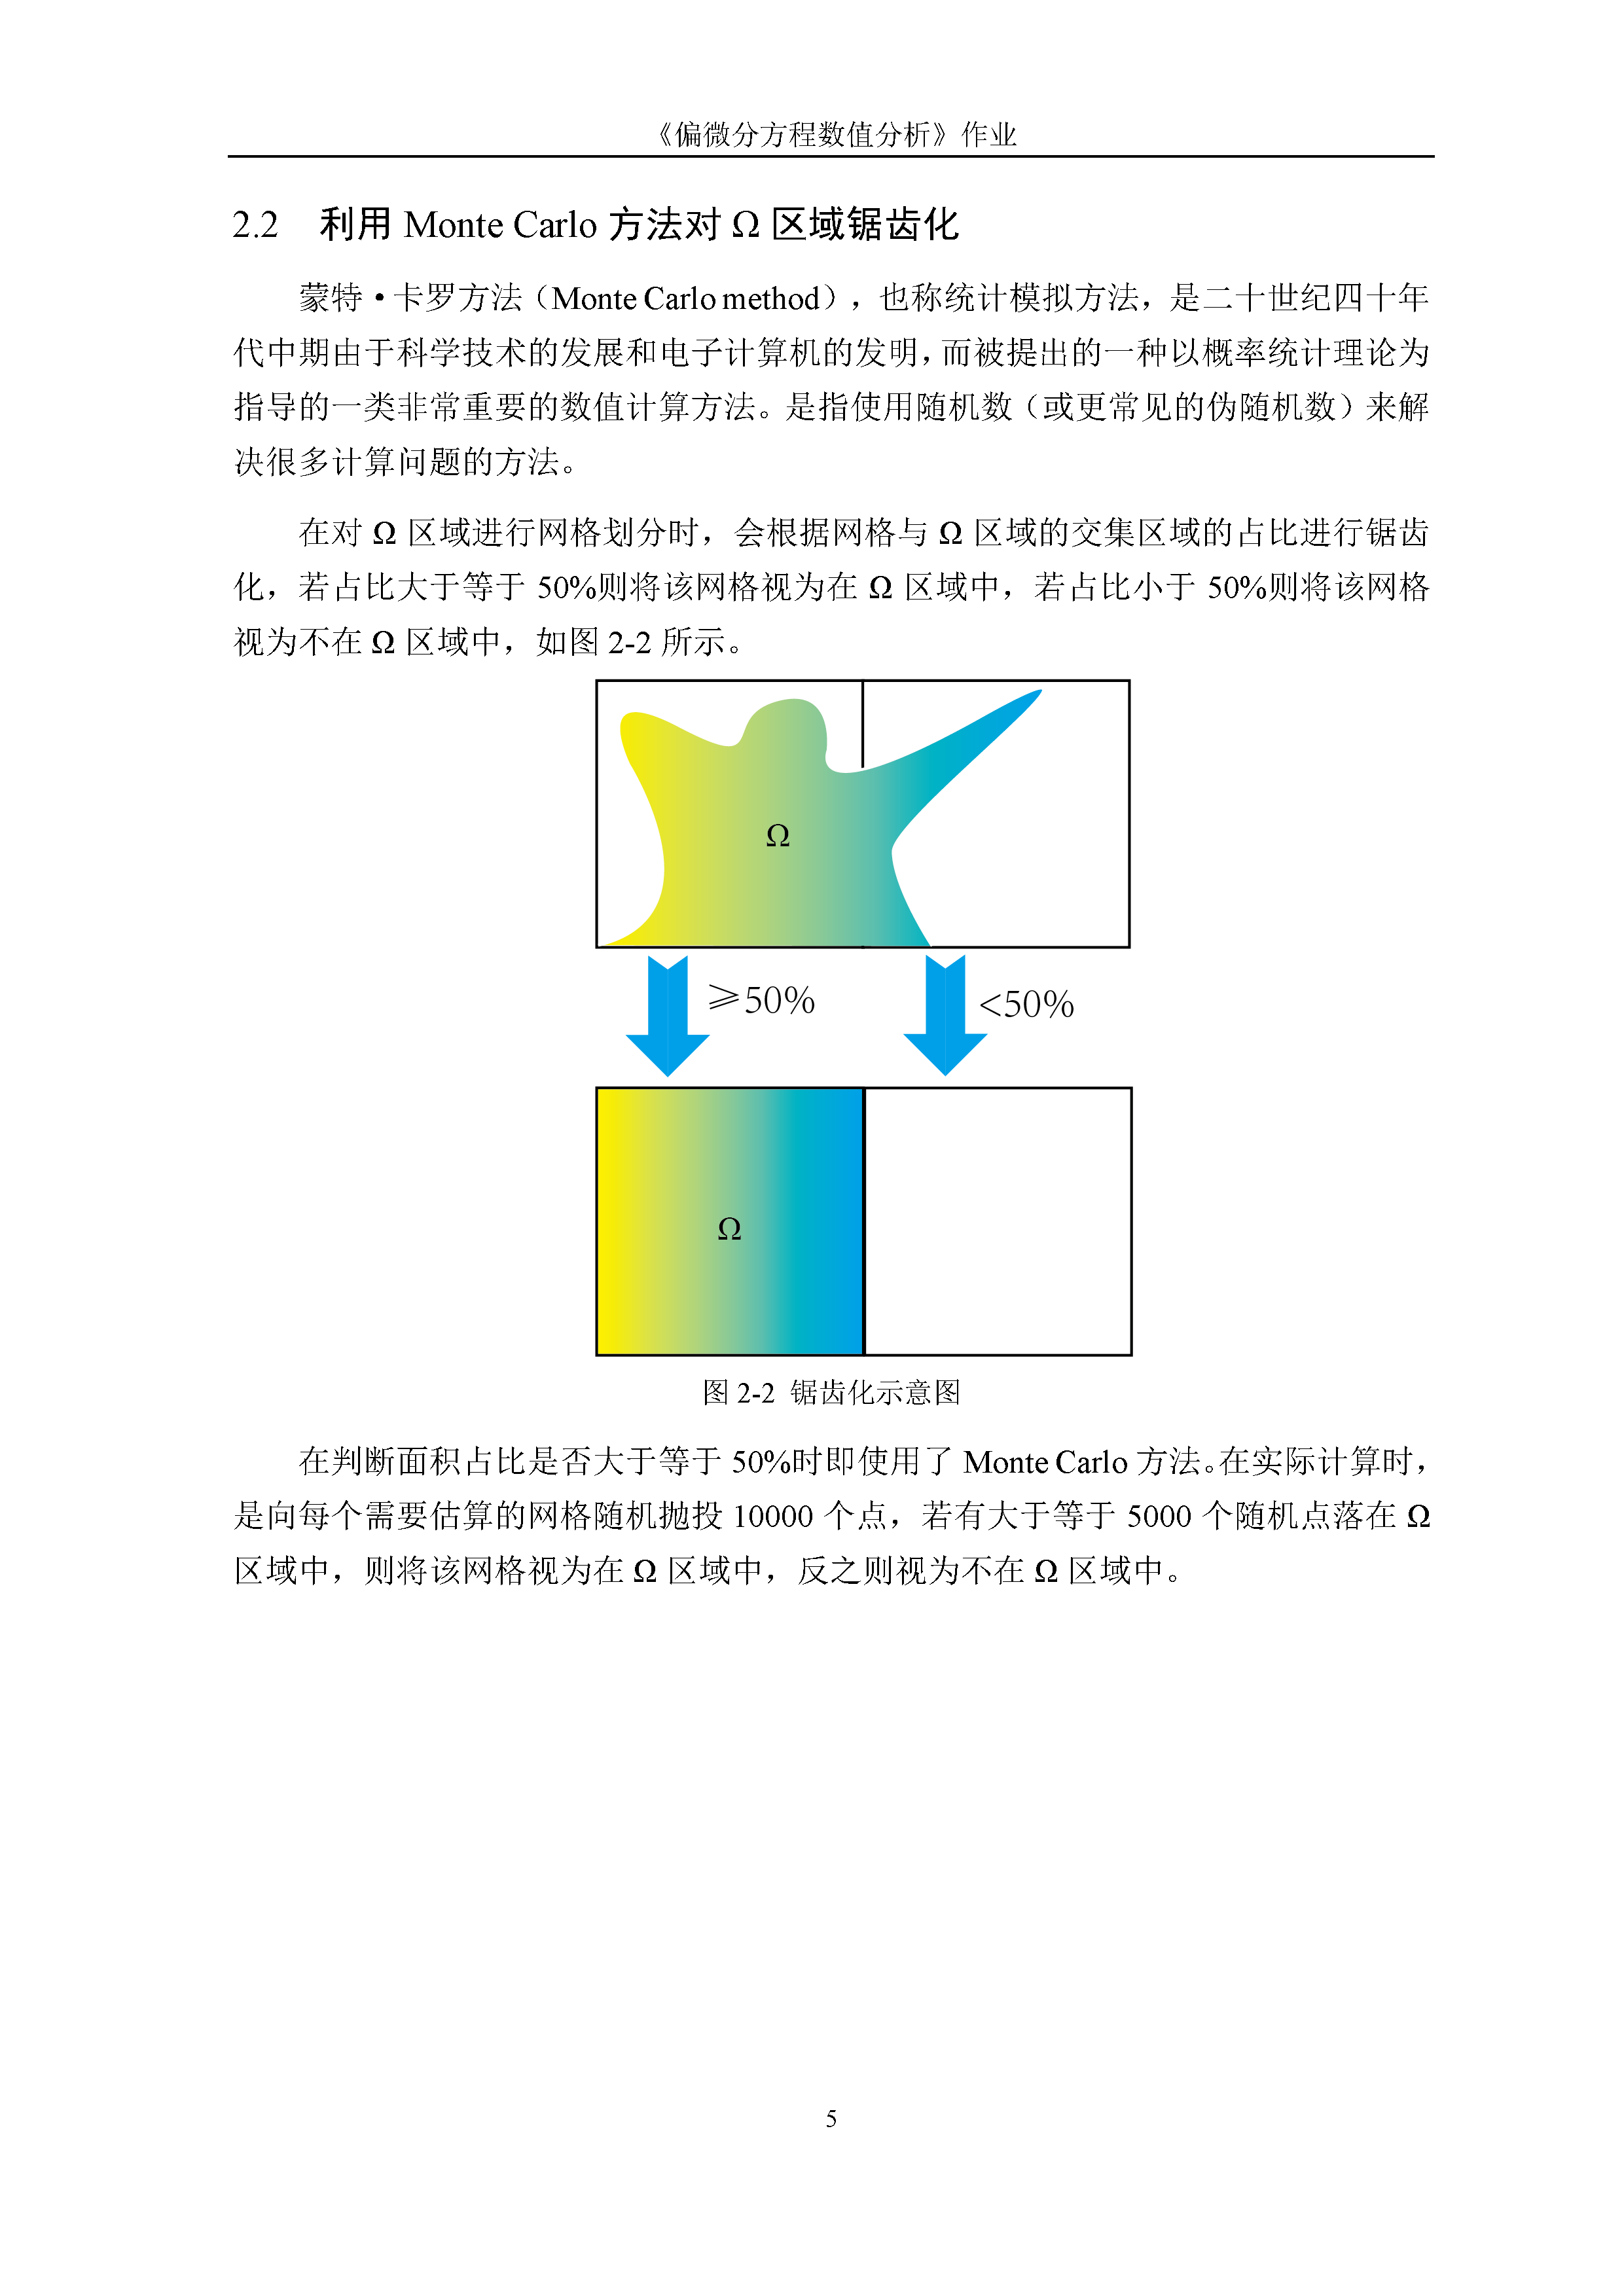 《偏微分方程数值分析》作业
2.2 利用 Monte Carlo 方法对 Ω 区域锯齿化
蒙特·卡罗方法（Monte Carlo method），也称统计模拟方法，是二十世纪四十年
代中期由于科学技术的发展和电子计算机的发明，而被提出的一种以概率统计理论为
指导的一类非常重要的数值计算方法。是指使用随机数（或更常见的伪随机数）来解
决很多计算问题的方法。
在对 Ω 区域进行网格划分时，会根据网格与 Ω 区域的交集区域的占比进行锯齿
化，若占比大于等于 50%则将该网格视为在 Ω 区域中，若占比小于 50%则将该网格
视为不在 Ω 区域中，如图 2-2 所示。
Ω
⩾50%
<50%
Ω
图 2-2 锯齿化示意图
在判断面积占比是否大于等于 50%时即使用了 Monte Carlo 方法。在实际计算时，
是向每个需要估算的网格随机抛投 10000 个点，若有大于等于 5000 个随机点落在 Ω
区域中，则将该网格视为在 Ω 区域中，反之则视为不在 Ω 区域中。
5